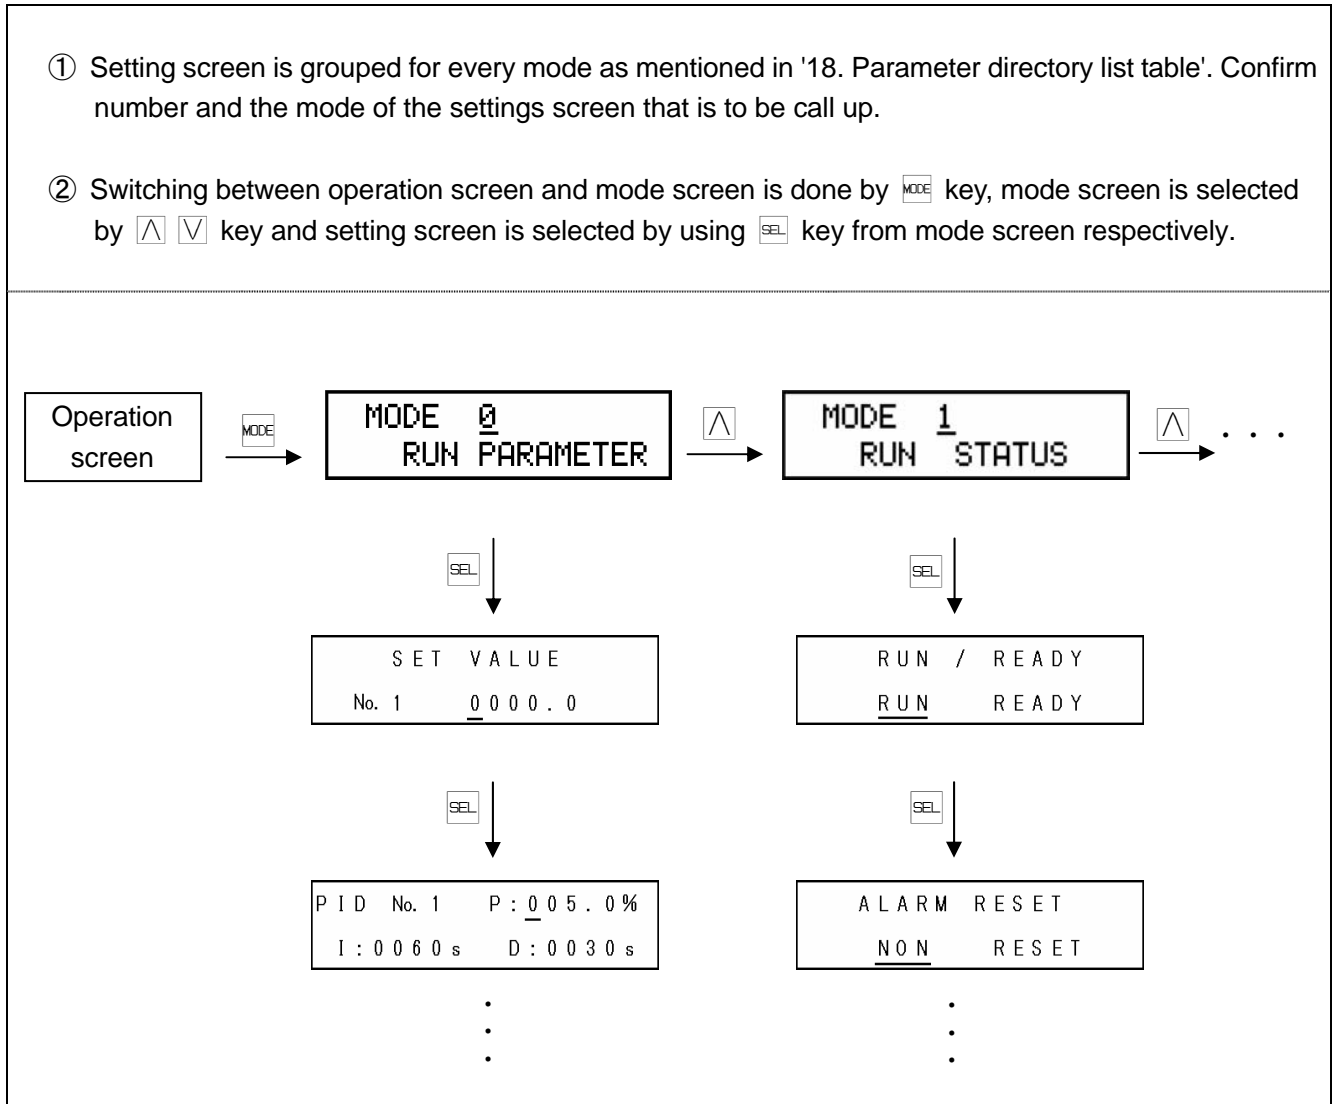 ① Setting screen is grouped for every mode as mentioned in '18. Parameter directory list table'. Confirm
number and the mode of the settings screen that is to be call up.
② Switching between operation screen and mode screen is done by MODE key, mode screen is selected
by ⋀ ⋁ key and setting screen is selected by using SEL key from mode screen respectively.
Operation
screen
MODE
MODE 0
RUN PARAMETER
⋀
MODE 1
RUN STATUS
⋀ . . .
SEL
SEL
SET VALUE
No. 1 0000.0
RUN / READY
RUN READY
SEL
SEL
PID No. 1 P:005.0%
I:0060s D:0030s
ALARM RESET
NON RESET